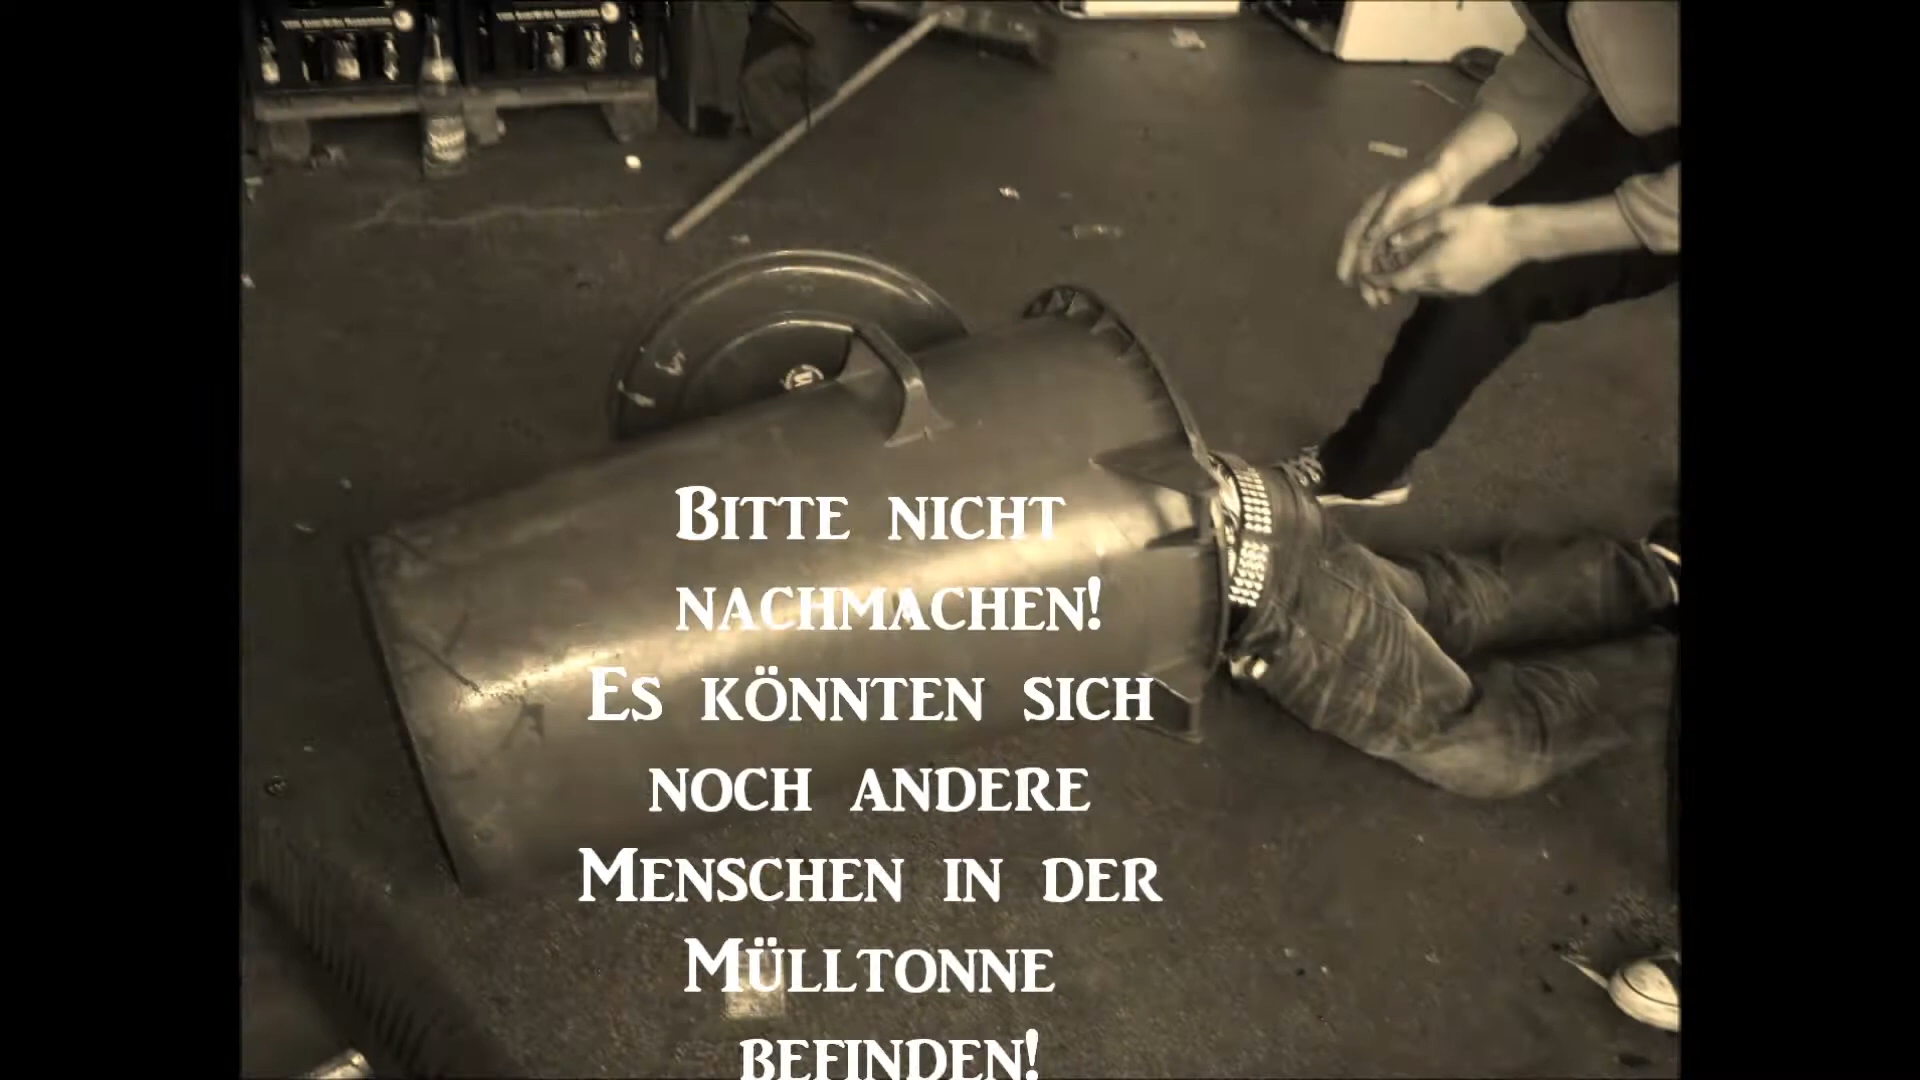 Bitte nicht
nachmachen!
Es könnten sich
noch andere
Menschen in der
Mülltonne
befinden!